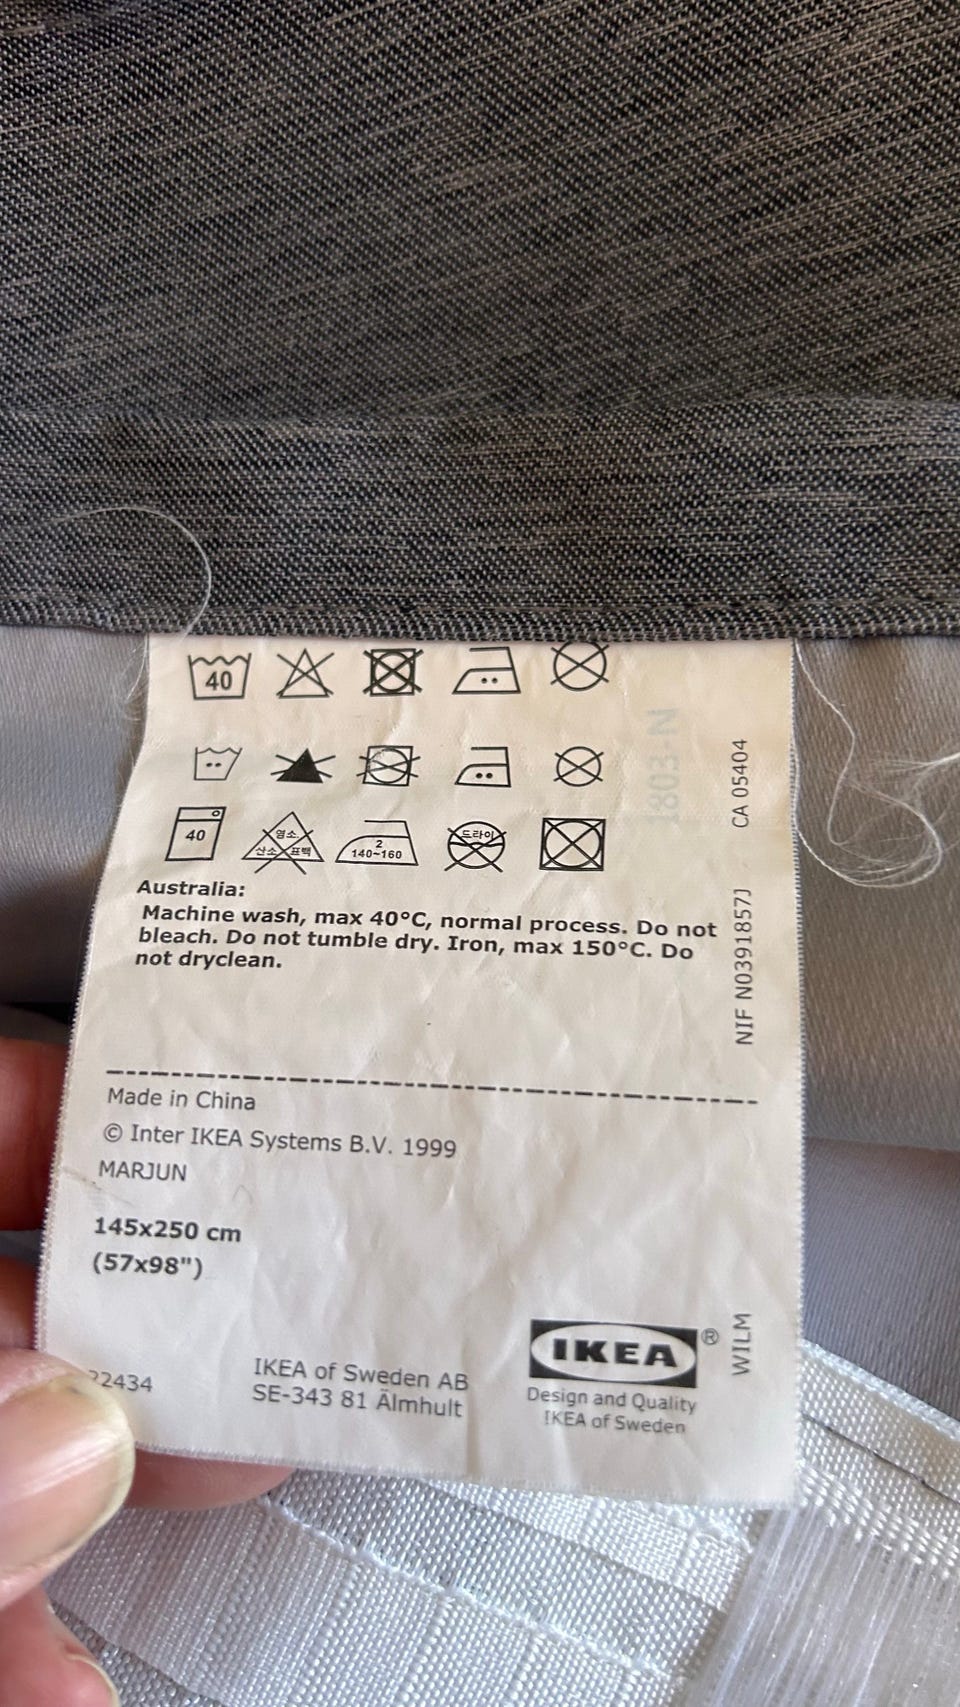 40
40
염소.
산소 표백
2
140~160
드라이
Australia:
Machine wash, max 40°C, normal process. Do not
bleach. Do not tumble dry. Iron, max 150°C. Do
not dryclean.
1803-N
CA 05404
NIF N0391857J
Made in China
© Inter IKEA Systems B.V. 1999
MARJUN
145x250 cm
(57x98")
22434
IKEA of Sweden AB
SE-343 81 Älmhult
IKEA®
Design and Quality
IKEA of Sweden
WILM